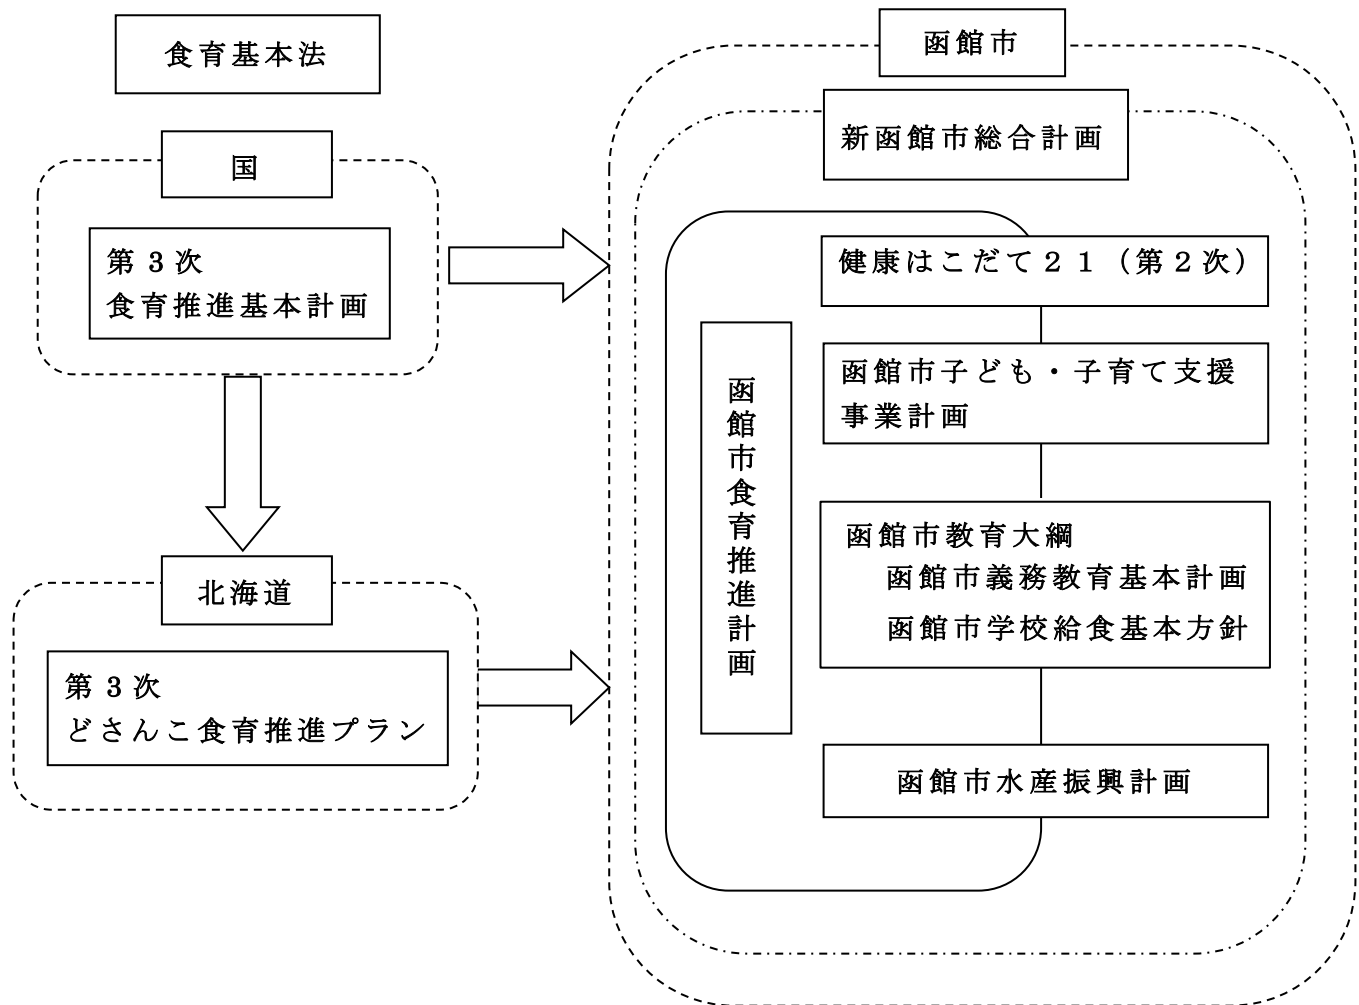 食育基本法
国
第３次
食育推進基本計画
北海道
第３次
どさんこ食育推進プラン
函館市
新函館市総合計画
函館市食育推進計画
健康はこだて２１（第２次）
函館市子ども・子育て支援
事業計画
函館市教育大綱
函館市義務教育基本計画
函館市学校給食基本方針
函館市水産振興計画